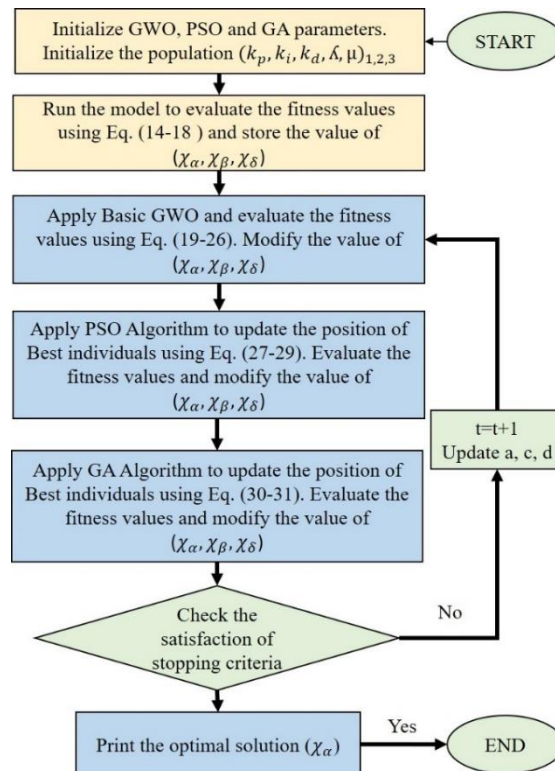 Initialize GWO, PSO and GA parameters.
Initialize the population (k_p, k_i, k_d, ʎ, μ)_{1,2,3}
START
Run the model to evaluate the fitness values
using Eq. (14-18 ) and store the value of
(χ_α, χ_β, χ_δ)
Apply Basic GWO and evaluate the fitness
values using Eq. (19-26). Modify the value of
(χ_α, χ_β, χ_δ)
Apply PSO Algorithm to update the position of
Best individuals using Eq. (27-29). Evaluate the
fitness values and modify the value of
(χ_α, χ_β, χ_δ)
t=t+1
Update a, c, d
Apply GA Algorithm to update the position of
Best individuals using Eq. (30-31). Evaluate the
fitness values and modify the value of
(χ_α, χ_β, χ_δ)
Check the
satisfaction of
stopping criteria
No
Print the optimal solution (χ_α)
Yes
END